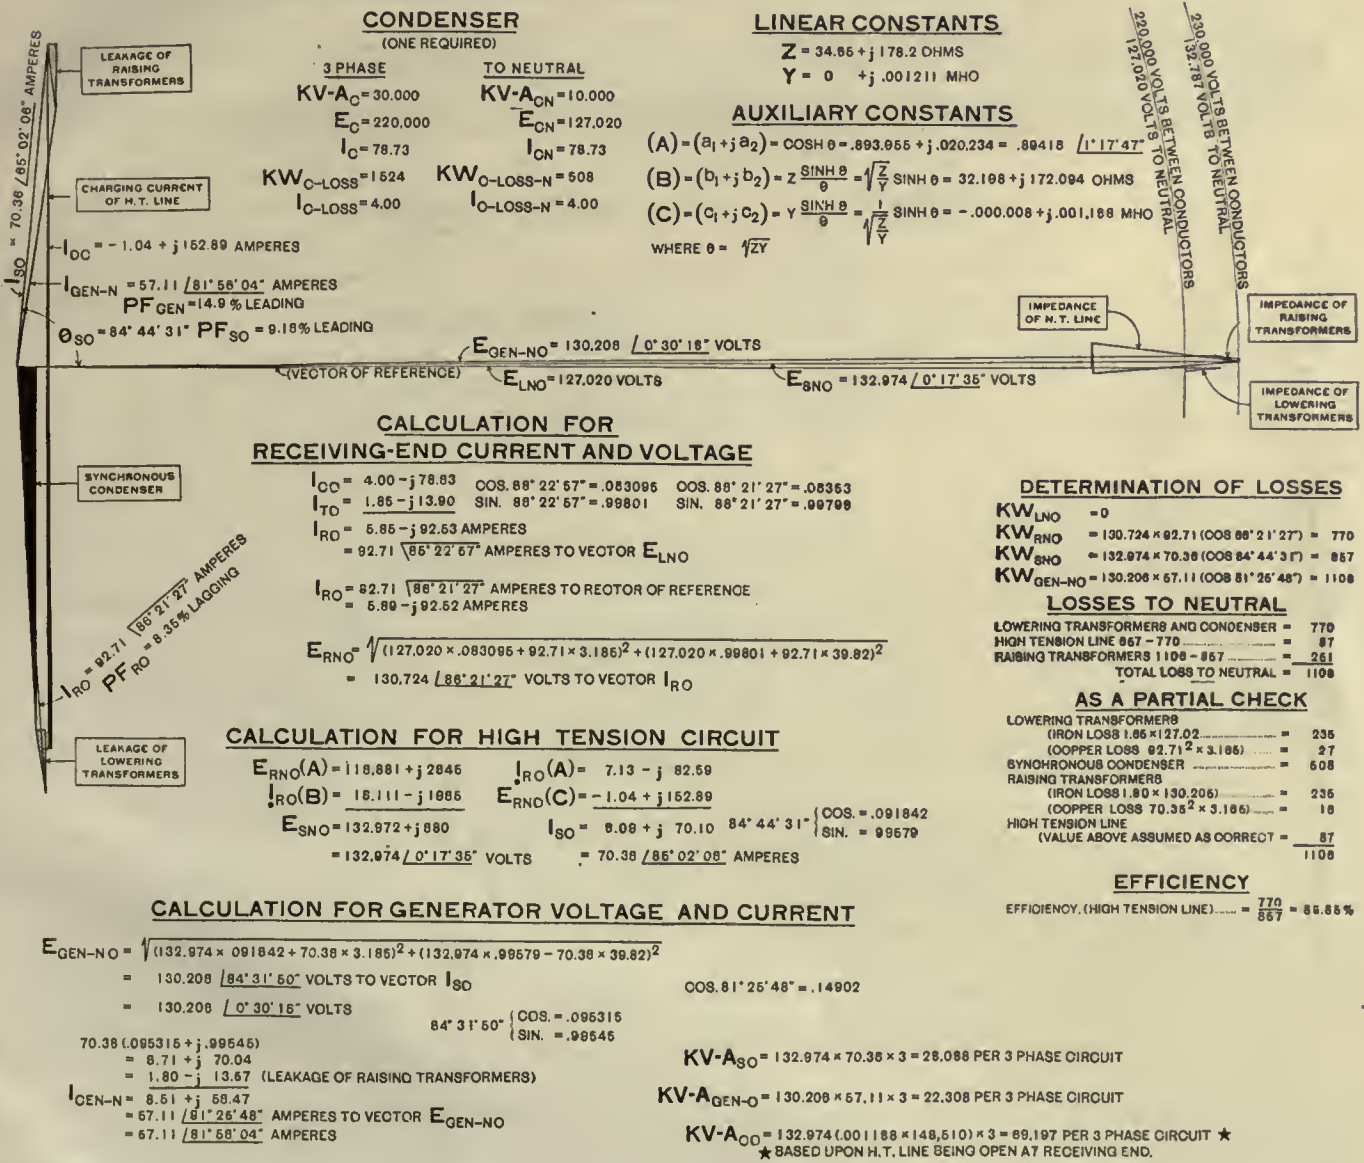 CONDENSER
(ONE REQUIRED)
3 PHASE TO NEUTRAL
KV-A_C = 30.000 KV-A_CN = 10.000
E_C = 220.000 E_CN = 127.020
I_C = 78.73 I_CN = 78.73
KW_C-LOSS = 1524 KW_C-LOSS-N = 508
I_C-LOSS = 4.00 I_C-LOSS-N = 4.00
LINEAR CONSTANTS
Z = 34.65 + j 178.2 OHMS
Y = 0 + j .001211 MHO
AUXILIARY CONSTANTS
(A) = (a₁ + j a₂) = COSH θ = .893.955 + j .020.234 = .89418 /1° 17' 47"
(B) = (b₁ + j b₂) = Z SINH θ/θ = √Z/Y SINH θ = 32.198 + j 172.094 OHMS
(C) = (c₁ + j c₂) = Y SINH θ/θ = 1/√Z/Y SINH θ = -.000.008 + j .001.168 MHO
WHERE θ = √ZY
220,000 VOLTS BETWEEN CONDUCTORS
127,020 VOLTS TO NEUTRAL
230,000 VOLTS BETWEEN CONDUCTORS
132,787 VOLTS TO NEUTRAL
LEAKAGE OF
RAISING
TRANSFORMERS
I_SO = 70.38 /85° 02' 08" AMPERES
CHARGING CURRENT
OF H.T. LINE
I_OC = -1.04 + j 152.89 AMPERES
I_GEN-N = 57.11 /81° 56' 04" AMPERES
PF_GEN = 14.9 % LEADING
θ_SO = 84° 44' 31" PF_SO = 9.18% LEADING
IMPEDANCE
OF H.T. LINE
IMPEDANCE OF
RAISING
TRANSFORMERS
E_GEN-NO = 130,208 /0° 30' 16" VOLTS
(VECTOR OF REFERENCE)
E_LNO = 127.020 VOLTS
E_SNO = 132.974 /0° 17' 35" VOLTS
IMPEDANCE OF
LOWERING
TRANSFORMERS
SYNCHRONOUS
CONDENSER
I_RO = 92.71 \86° 21' 27" AMPERES
PF_RO = 8.35% LAGGING
LEAKAGE OF
LOWERING
TRANSFORMERS
CALCULATION FOR
RECEIVING-END CURRENT AND VOLTAGE
I_CO = 4.00 - j 78.63 COS. 86° 22' 57" = .083095 COS. 86° 21' 27" = .08353
I_TO = 1.85 - j 13.90 SIN. 88° 22' 57" = .99801 SIN. 88° 21' 27" = .99798
I_RO = 5.85 - j 92.53 AMPERES
= 92.71 \85° 22' 57" AMPERES TO VECTOR E_LNO
I_RO = 92.71 \86° 21' 27" AMPERES TO RECTOR OF REFERENCE
= 5.89 - j 92.52 AMPERES
E_RNO = √(127.020 × .083095 + 92.71 × 3.185)² + (127.020 × .99801 + 92.71 × 39.82)²
= 130,724 /86° 21' 27" VOLTS TO VECTOR I_RO
CALCULATION FOR HIGH TENSION CIRCUIT
E_RNO(A) = 116.881 + j 2645 I_RO(A) = 7.13 - j 82.59
I_RO(B) = 16.111 - j 1965 E_RNO(C) = -1.04 + j 152.89
E_SNO = 132.972 + j 680 I_SO = 6.09 + j 70.10 84° 44' 31" {COS. = .091842 SIN. = 99579
= 132.974 /0° 17' 35" VOLTS = 70.38 /85° 02' 08" AMPERES
DETERMINATION OF LOSSES
KW_LNO = 0
KW_RNO = 130.724 × 92.71 (COS 86° 21' 27") = 770
KW_SNO = 132.974 × 70.38 (COS 84° 44' 31") = 857
KW_GEN-NO = 130.208 × 57.11 (COS 81° 25' 48") = 1108
LOSSES TO NEUTRAL
LOWERING TRANSFORMERS AND CONDENSER = 770
HIGH TENSION LINE 857 - 770 = 87
RAISING TRANSFORMERS 1108 - 857 = 251
TOTAL LOSS TO NEUTRAL = 1108
AS A PARTIAL CHECK
LOWERING TRANSFORMERS
(IRON LOSS 1.85 × 127.02 = 235
(COPPER LOSS 92.71² × 3.185) = 27
SYNCHRONOUS CONDENSER = 508
RAISING TRANSFORMERS
(IRON LOSS 1.80 × 130.208) = 235
(COPPER LOSS 70.35² × 3.185) = 16
HIGH TENSION LINE
(VALUE ABOVE ASSUMED AS CORRECT = 87
1108
EFFICIENCY
EFFICIENCY. (HIGH TENSION LINE) = 770/857 = 89.85%
CALCULATION FOR GENERATOR VOLTAGE AND CURRENT
E_GEN-NO = √(132.974 × .091842 + 70.38 × 3.185)² + (132.974 × .99579 - 70.38 × 39.82)²
= 130.208 /84° 31' 50" VOLTS TO VECTOR I_SO
COS. 81° 25' 48" = .14902
= 130.208 /0° 30' 16" VOLTS
84° 31' 50" {COS. = .095315 SIN. = .99545
70.38 (.095315 + j .99545)
= 6.71 + j 70.04
= 1.80 - j 13.57 (LEAKAGE OF RAISING TRANSFORMERS)
I_GEN-N = 8.51 + j 56.47
= 57.11 /81° 25' 48" AMPERES TO VECTOR E_GEN-NO
= 57.11 /81° 56' 04" AMPERES
KV-A_SO = 132.974 × 70.38 × 3 = 28,068 PER 3 PHASE CIRCUIT
KV-A_GEN-O = 130.208 × 57.11 × 3 = 22,308 PER 3 PHASE CIRCUIT
KV-A_OO = 132.974 (.001168 × 148,510) × 3 = 69,197 PER 3 PHASE CIRCUIT ★
★ BASED UPON H.T. LINE BEING OPEN AT RECEIVING END.